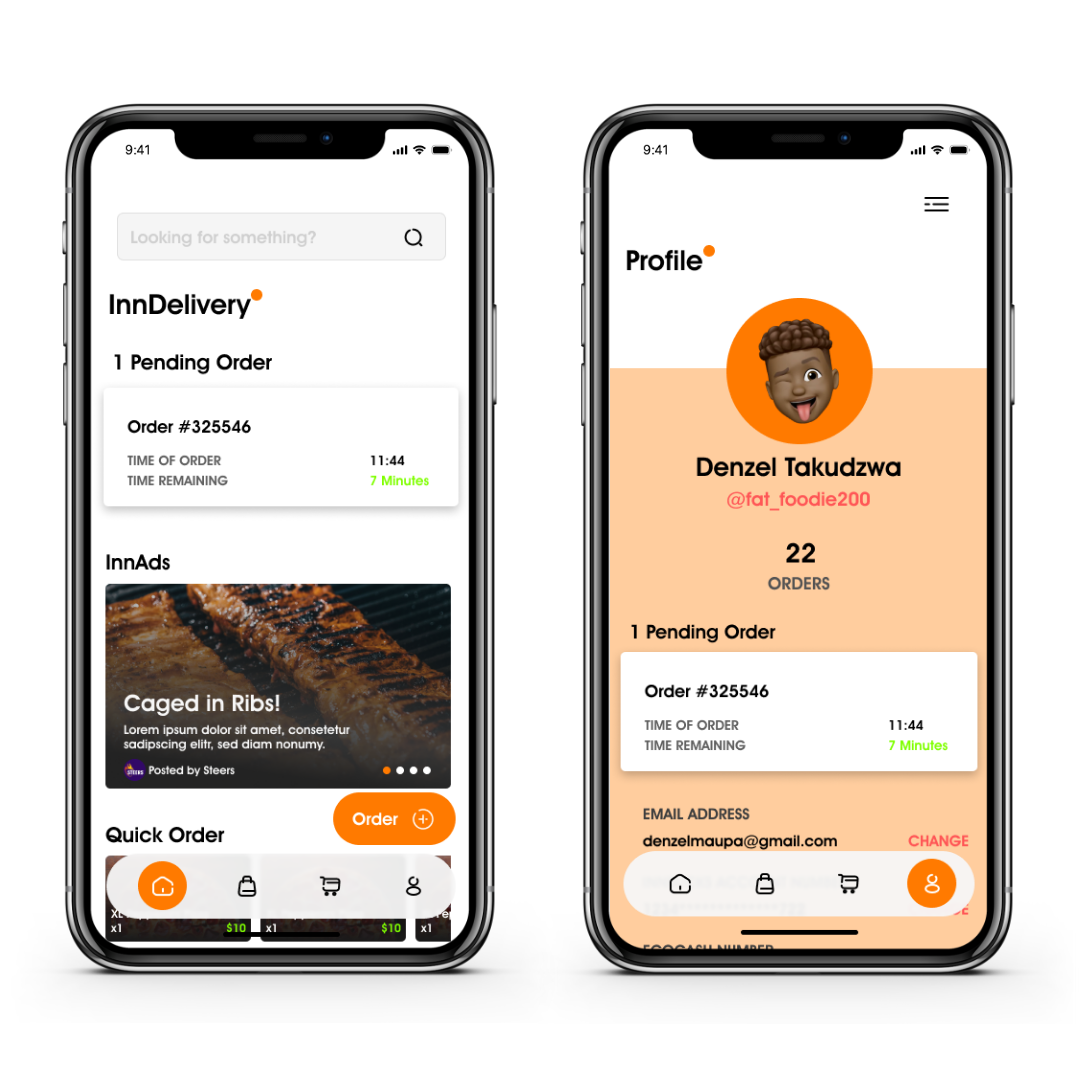 9:41
Looking for something?
InnDelivery
1 Pending Order
Order #325546
TIME OF ORDER 11:44
TIME REMAINING 7 Minutes
InnAds
Caged in Ribs!
Lorem ipsum dolor sit amet, consetetur
sadipscing elitr, sed diam nonumy.
STEERS Posted by Steers
Order
Quick Order
x1 $10 x1 $10 x1
9:41
Profile
Denzel Takudzwa
@fat_foodie200
22
ORDERS
1 Pending Order
Order #325546
TIME OF ORDER 11:44
TIME REMAINING 7 Minutes
EMAIL ADDRESS
denzelmaupa@gmail.com CHANGE
ECOCASH NUMBER